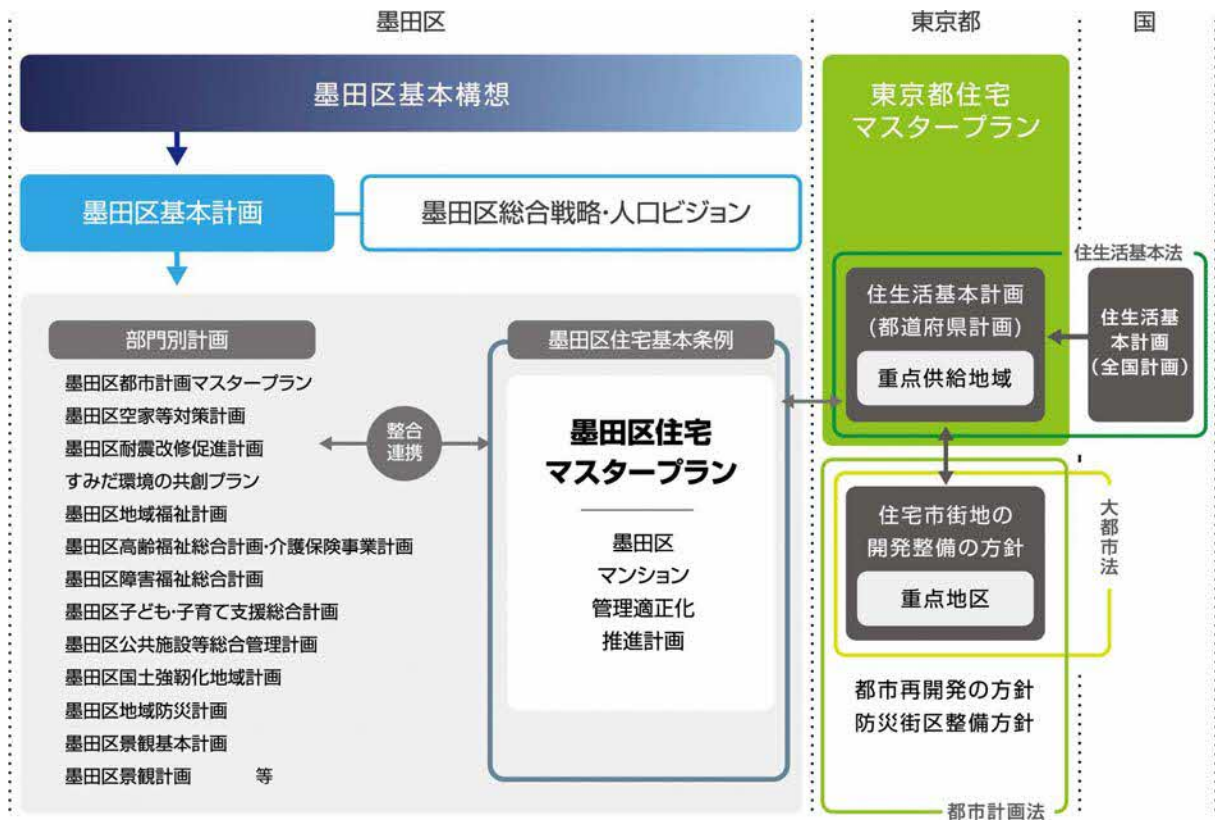 墨田区
東京都
国
墨田区基本構想
東京都住宅
マスタープラン
墨田区基本計画
墨田区総合戦略・人口ビジョン
部門別計画
墨田区都市計画マスタープラン
墨田区空家等対策計画
墨田区耐震改修促進計画
すみだ環境の共創プラン
墨田区地域福祉計画
墨田区高齢福祉総合計画・介護保険事業計画
墨田区障害福祉総合計画
墨田区子ども・子育て支援総合計画
墨田区公共施設等総合管理計画
墨田区国土強靭化地域計画
墨田区地域防災計画
墨田区景観基本計画
墨田区景観計画 等
整合
連携
墨田区住宅基本条例
墨田区住宅
マスタープラン
墨田区
マンション
管理適正化
推進計画
住生活基本法
住生活基本計画
(都道府県計画)
重点供給地域
住生活基
本計画
(全国計画)
住宅市街地の
開発整備の方針
重点地区
大都市法
都市再開発の方針
防災街区整備方針
都市計画法